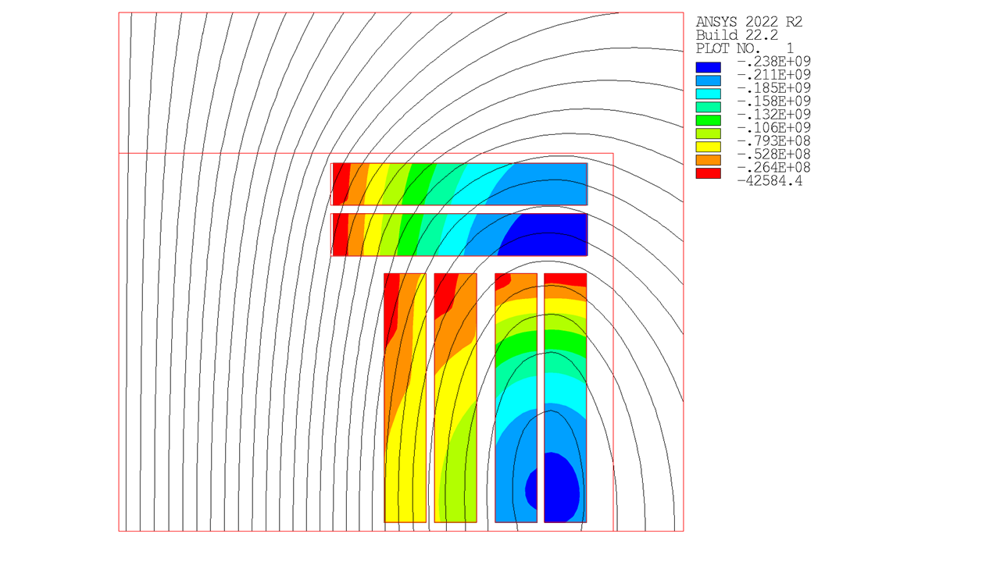 ANSYS 2022 R2
Build 22.2
PLOT NO. 1
-.238E+09
-.211E+09
-.185E+09
-.158E+09
-.132E+09
-.106E+09
-.793E+08
-.528E+08
-.264E+08
-42584.4